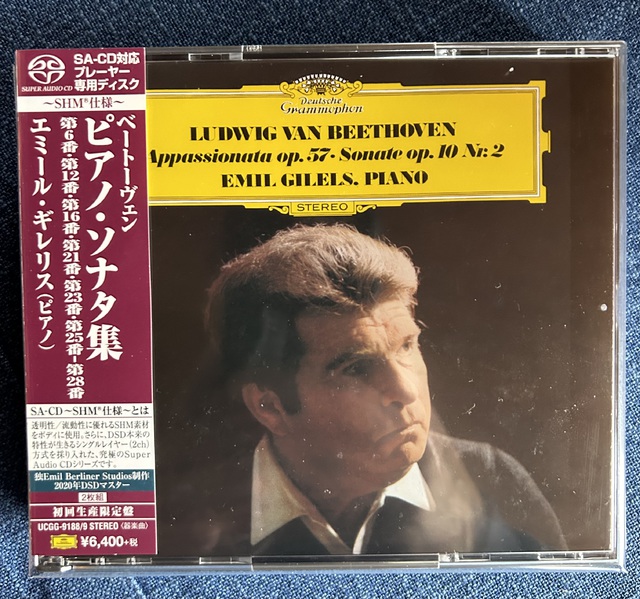 SUPER AUDIO CD
SA-CD対応
プレーヤー
専用ディスク
〜SHM®仕様〜
ベートーヴェン
ピアノ・ソナタ集
第6番・第12番・第16番・第21番・第23番・第25番-第28番
エミール・ギレリス(ピアノ)
SA-CD〜SHM®仕様〜とは
透明性/流動性に優れるSHM素材
をボディに使用。さらに、DSD本来の
特性が生きるシングルレイヤー(2ch)
方式を採り入れた、究極のSuper
Audio CDシリーズです。
独Emil Berliner Studios制作
2020年DSDマスター
2枚組
初回生産限定盤
UCGG-9188/9 STEREO〈器楽曲〉
¥6,400+税
Deutsche
Grammophon
LUDWIG VAN BEETHOVEN
Appassionata op. 57 · Sonate op. 10 Nr. 2
EMIL GILELS, PIANO
STEREO